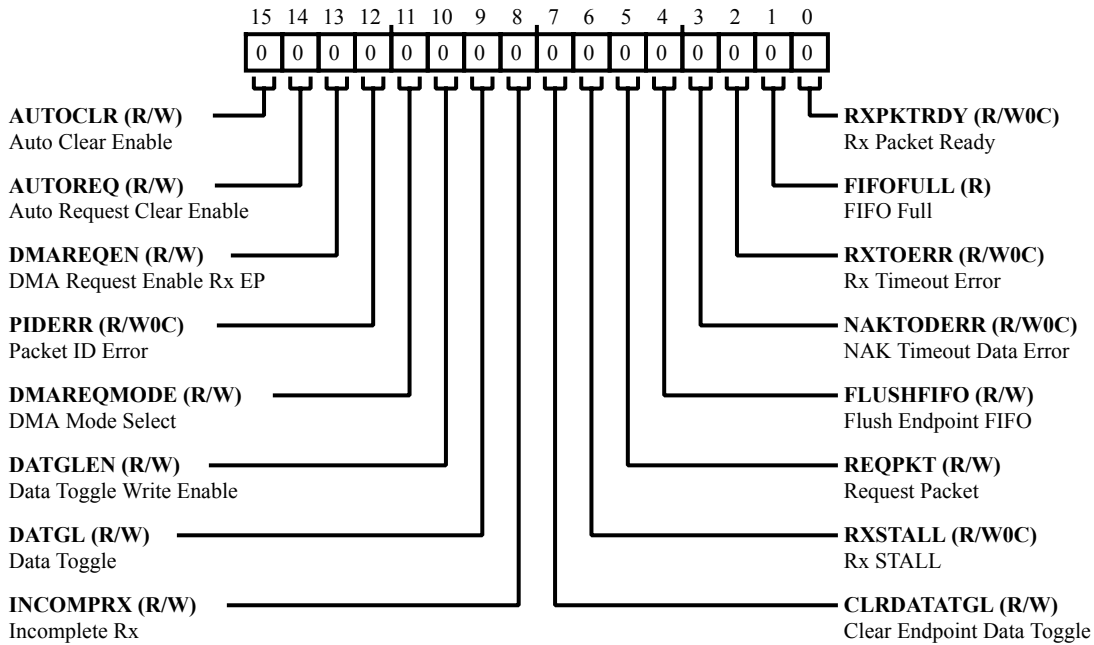 15 14 13 12 11 10 9 8 7 6 5 4 3 2 1 0
0 0 0 0 0 0 0 0 0 0 0 0 0 0 0 0
AUTOCLR (R/W)
Auto Clear Enable
AUTOREQ (R/W)
Auto Request Clear Enable
DMAREQEN (R/W)
DMA Request Enable Rx EP
PIDERR (R/W0C)
Packet ID Error
DMAREQMODE (R/W)
DMA Mode Select
DATGLEN (R/W)
Data Toggle Write Enable
DATGL (R/W)
Data Toggle
INCOMPRX (R/W)
Incomplete Rx
RXPKTRDY (R/W0C)
Rx Packet Ready
FIFOFULL (R)
FIFO Full
RXTOERR (R/W0C)
Rx Timeout Error
NAKTODERR (R/W0C)
NAK Timeout Data Error
FLUSHFIFO (R/W)
Flush Endpoint FIFO
REQPKT (R/W)
Request Packet
RXSTALL (R/W0C)
Rx STALL
CLRDATATGL (R/W)
Clear Endpoint Data Toggle